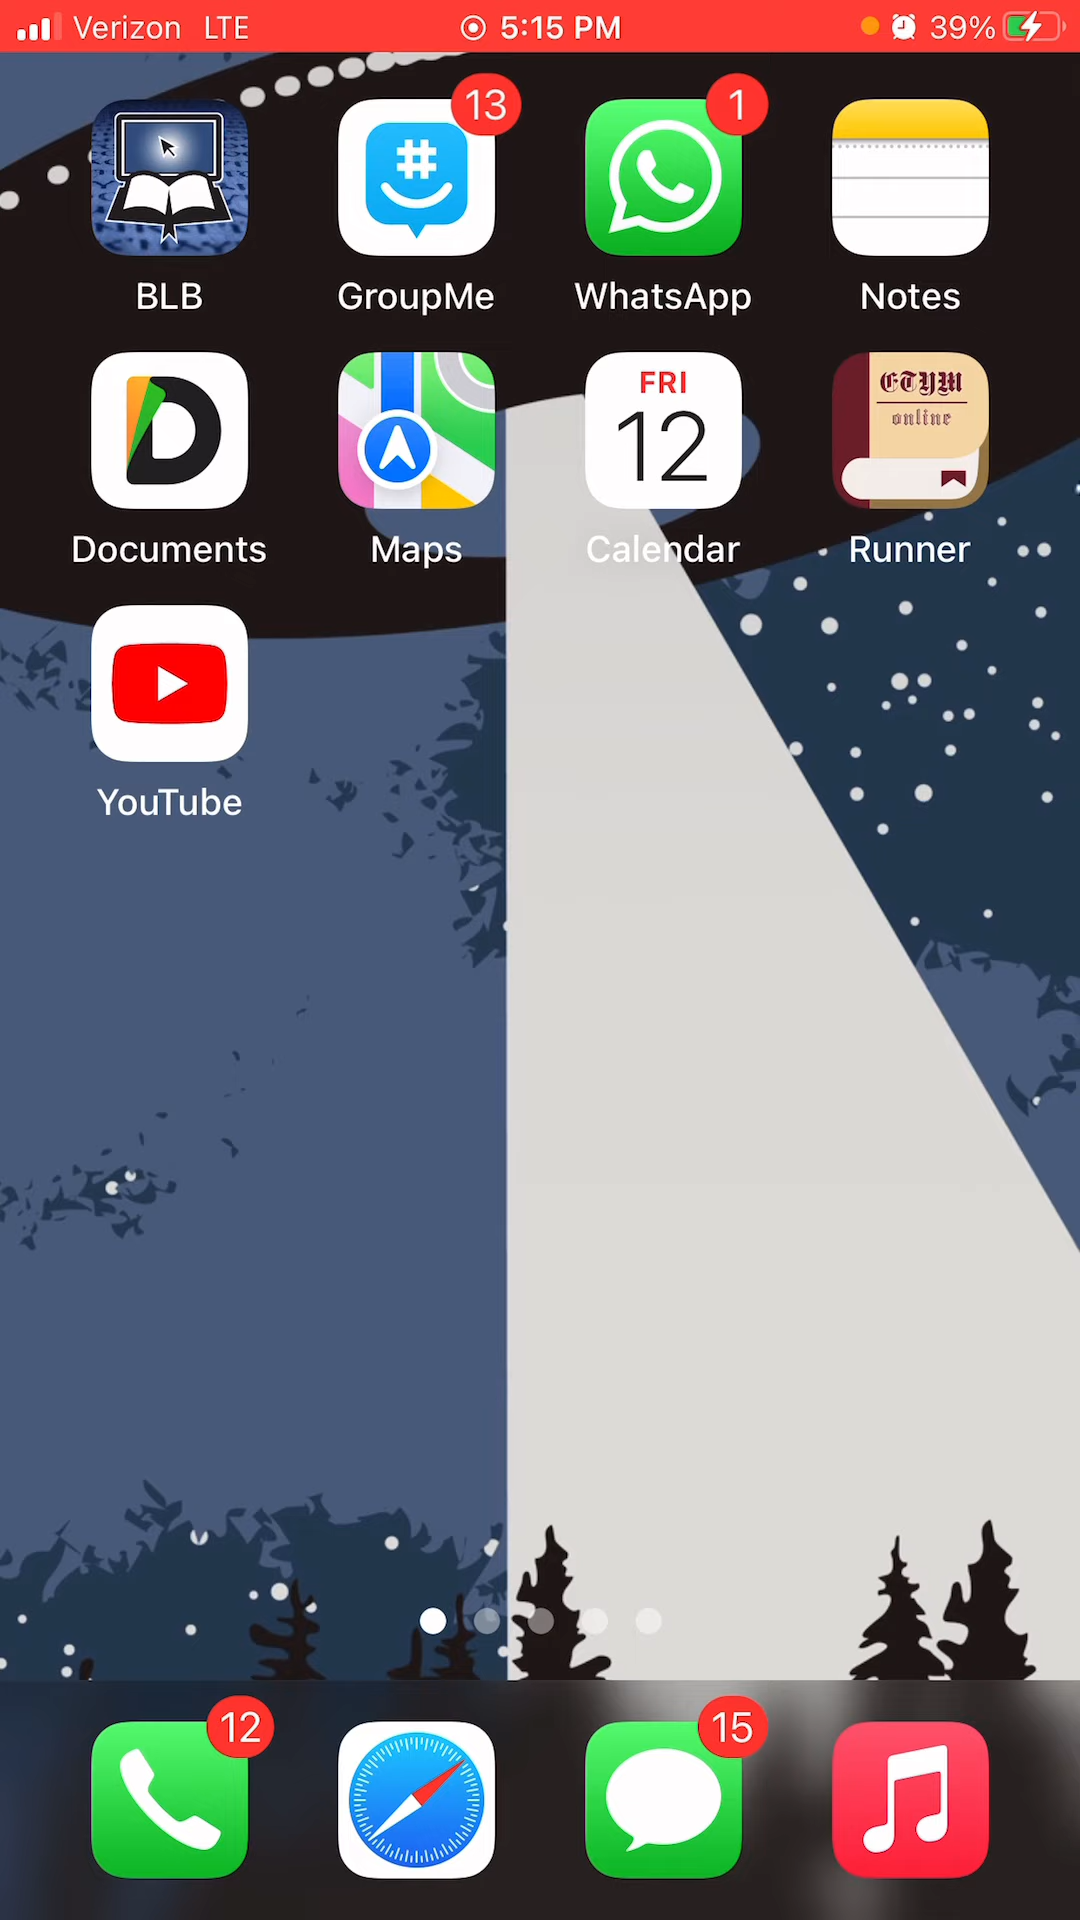 Verizon LTE 5:15 PM 39%
13 1
BLB GroupMe WhatsApp Notes
FRI
12
ETYM
online
Documents Maps Calendar Runner
YouTube
12 15